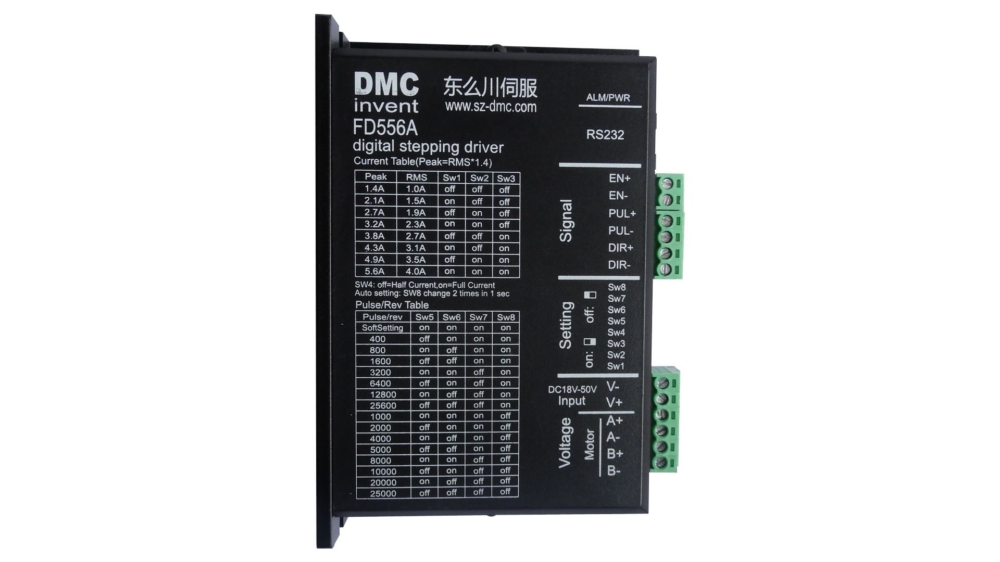 DMC
invent
东么川伺服
www.sz-dmc.com
FD556A
digital stepping driver
Current Table(Peak=RMS*1.4)
Peak RMS Sw1 Sw2 Sw3
1.4A 1.0A off off off
2.1A 1.5A on off off
2.7A 1.9A off on off
3.2A 2.3A on on off
3.8A 2.7A off off on
4.3A 3.1A on off on
4.9A 3.5A off on on
5.6A 4.0A on on on
SW4: off=Half Current,on=Full Current
Auto setting: SW8 change 2 times in 1 sec
Pulse/Rev Table
Pulse/rev Sw5 Sw6 Sw7 Sw8
SoftSetting on on on on
400 off on on on
800 on off on on
1600 off off on on
3200 on on off on
6400 off on off on
12800 on off off on
25600 off off off on
1000 on on on off
2000 off on on off
4000 on off on off
5000 off off on off
8000 on on off off
10000 off on off off
20000 on off off off
25000 off off off off
ALM/PWR
RS232
Signal
EN+
EN-
PUL+
PUL-
DIR+
DIR-
Setting
on:
off:
Sw8
Sw7
Sw6
Sw5
Sw4
Sw3
Sw2
Sw1
DC18V-50V
Input
V-
V+
Voltage
Motor
A+
A-
B+
B-